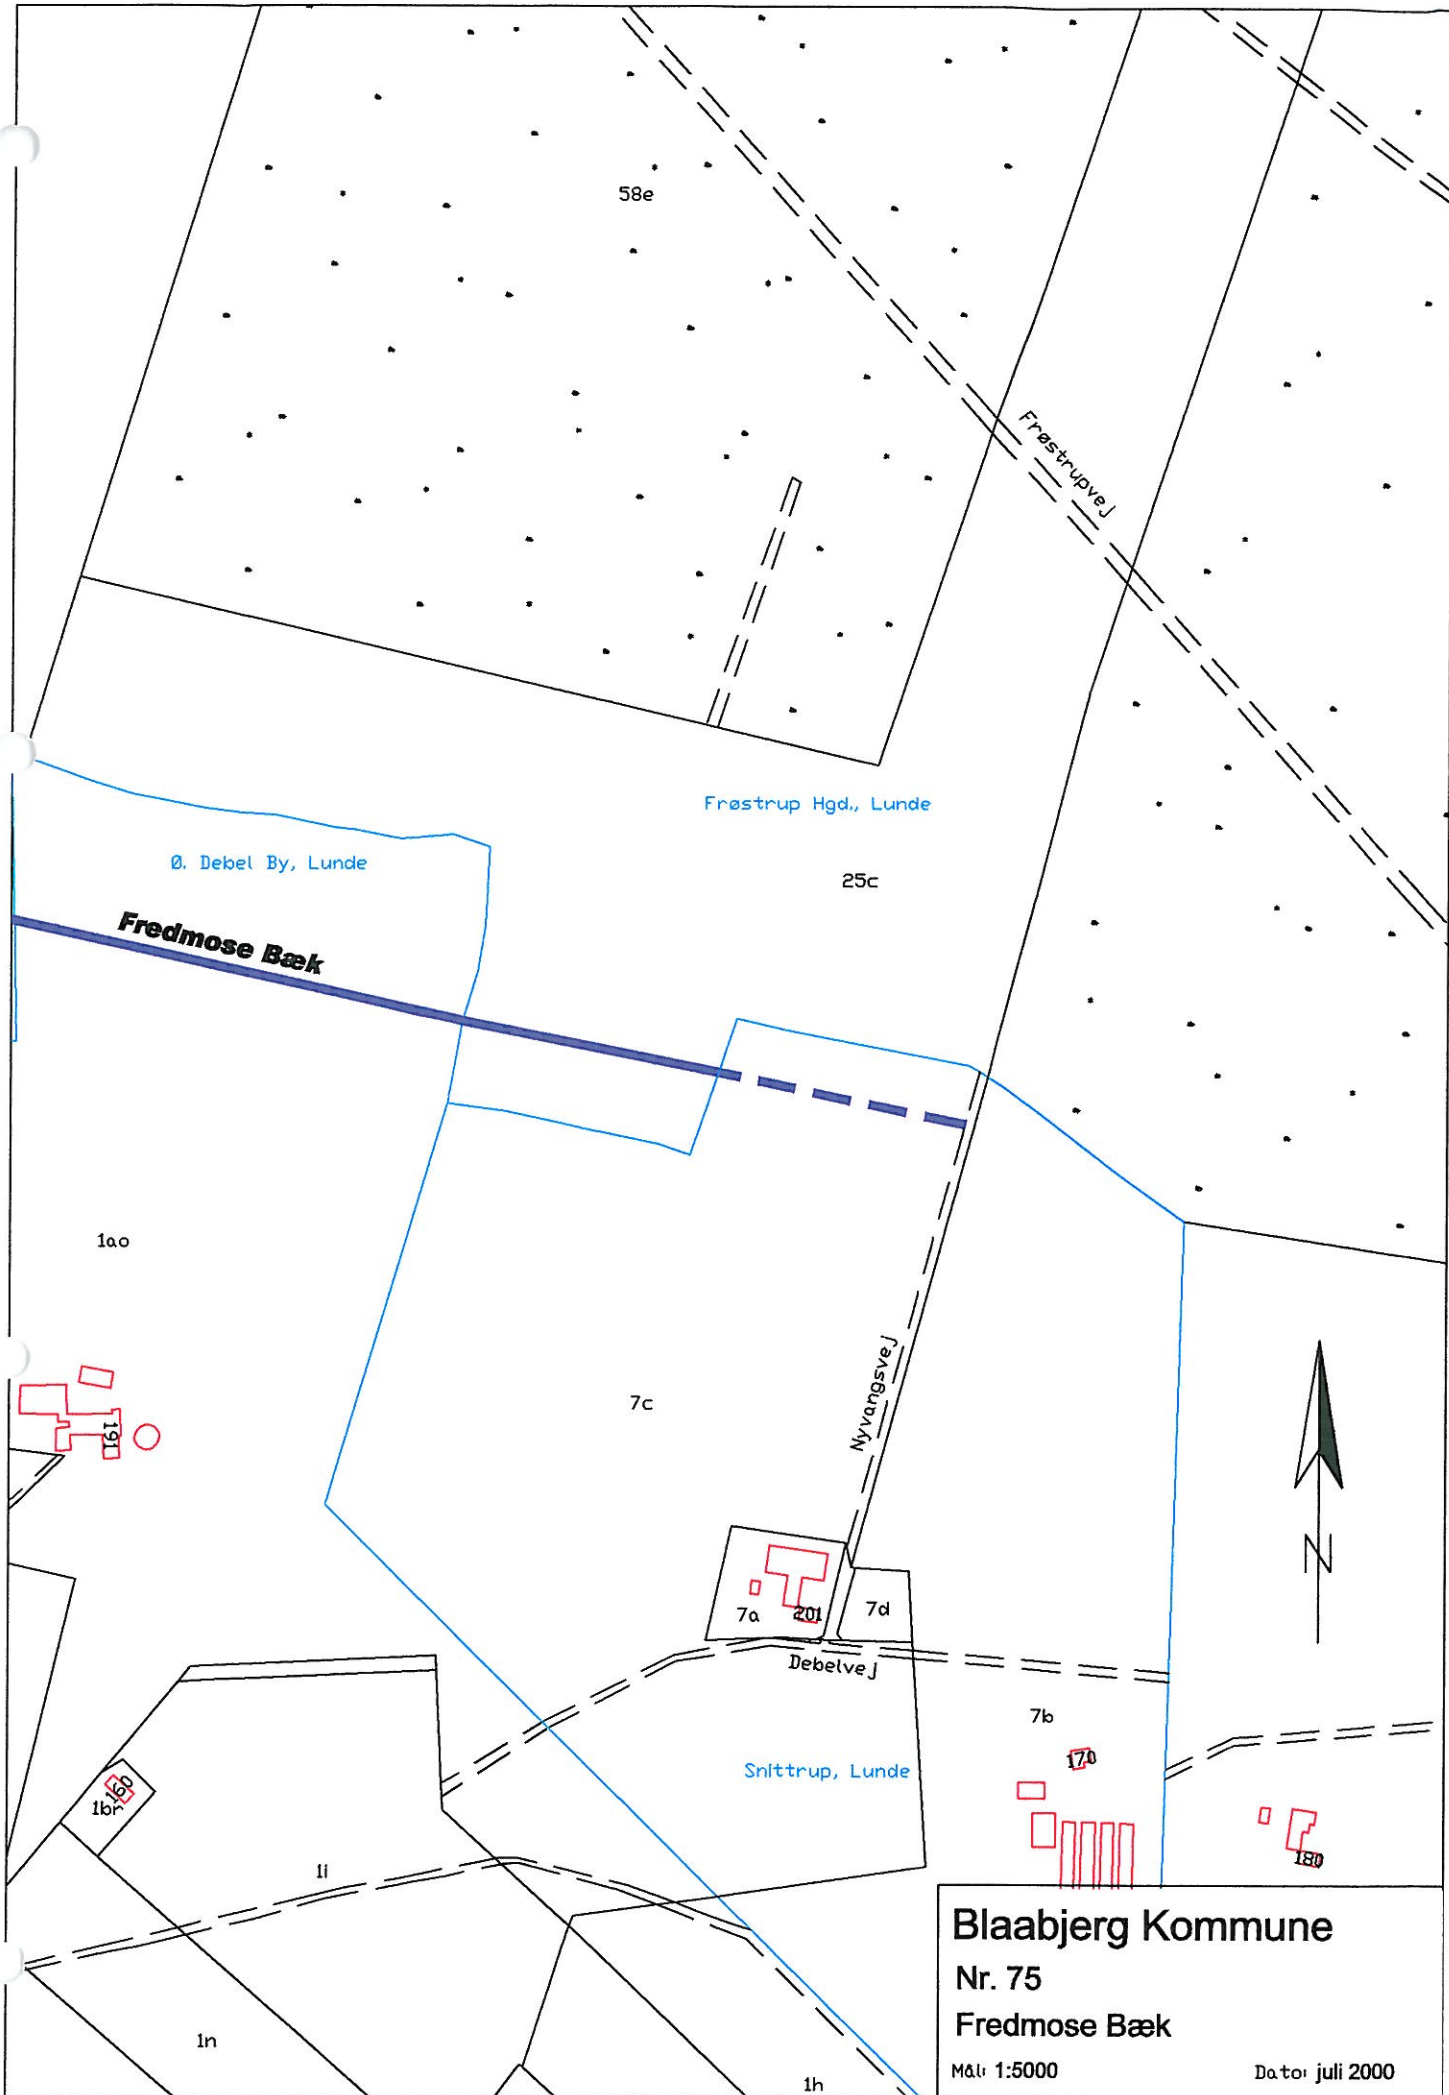 58e
Frøstrupvej
Frøstrup Hgd., Lunde
Ø. Debel By, Lunde
25c
Fredmose Bæk
1ao
Nyvangsvej
7c
191
N
7a
201
7d
Debelvej
7b
170
Snittrup, Lunde
160
1br
1i
180
Blaabjerg Kommune
Nr. 75
Fredmose Bæk
Mål: 1:5000 Dato: juli 2000
1n
1h